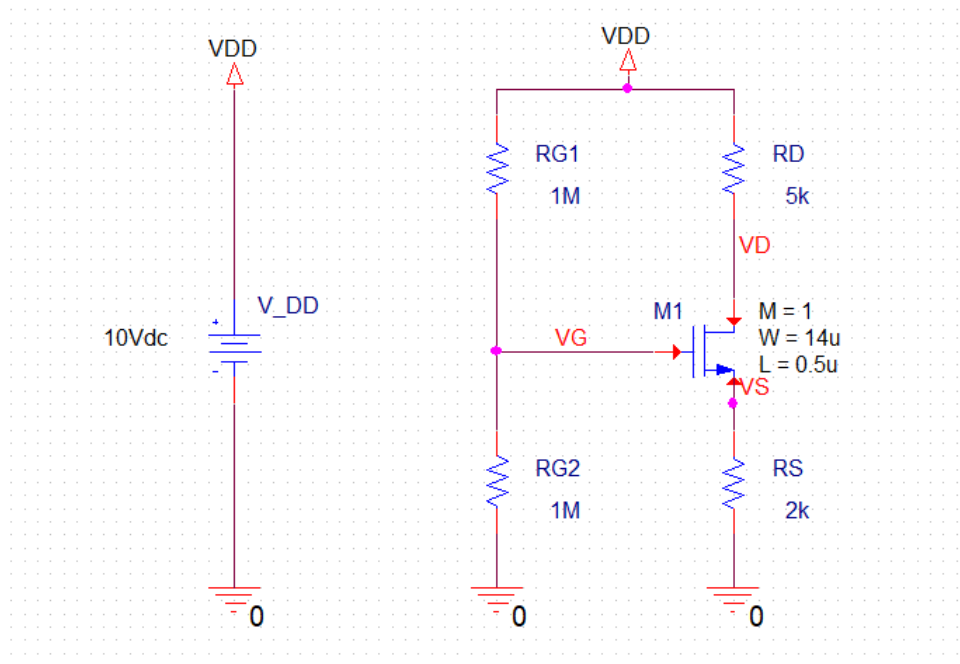 VDD
V_DD
10Vdc
+
-
0
VDD
RG1
1M
RD
5k
VD
VG
M1
M = 1
W = 14u
L = 0.5u
VS
RG2
1M
RS
2k
0
0